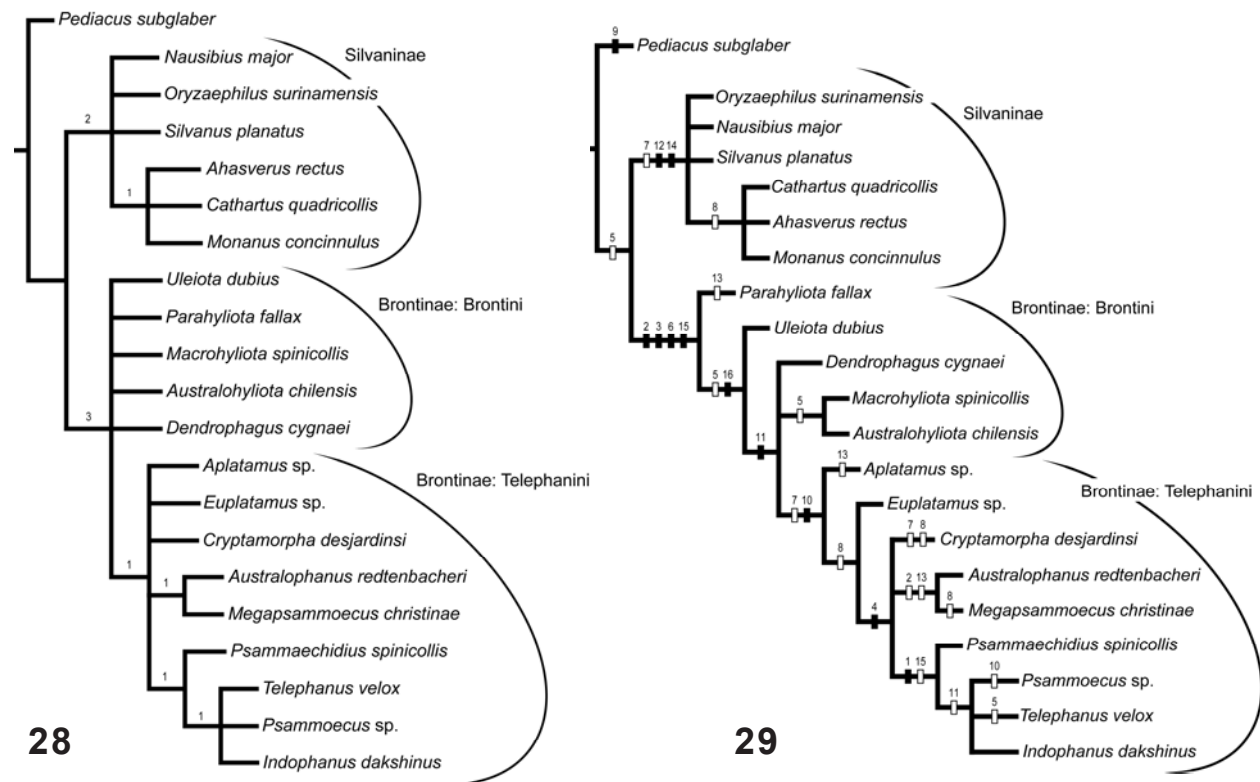 Pediacus subglaber
Nausibius major
Silvaninae
Oryzaephilus surinamensis
2
Silvanus planatus
Ahasverus rectus
1
Cathartus quadricollis
Monanus concinnulus
Uleiota dubius
Brontinae: Brontini
Parahyliota fallax
Macrohyliota spinicollis
Australohyliota chilensis
3
Dendrophagus cygnaei
Aplatamus sp.
Brontinae: Telephanini
Euplatamus sp.
Cryptamorpha desjardinsi
1
1
Australophanus redtenbacheri
Megapsammoecus christinae
Psammaechidius spinicollis
1
Telephanus velox
1
Psammoecus sp.
Indophanus dakshinus
28
9
Pediacus subglaber
Oryzaephilus surinamensis
Silvaninae
Nausibius major
7 12 14
Silvanus planatus
Cathartus quadricollis
8
Ahasverus rectus
5
Monanus concinnulus
13
Parahyliota fallax
Brontinae: Brontini
Uleiota dubius
2 3 6 15
Dendrophagus cygnaei
5 16
Macrohyliota spinicollis
5
Australohyliota chilensis
11
13
Aplatamus sp.
Brontinae: Telephanini
7 10
Euplatamus sp.
7 8
Cryptamorpha desjardinsi
8
Australophanus redtenbacheri
2 13
8
Megapsammoecus christinae
4
Psammaechidius spinicollis
1 15
10
Psammoecus sp.
11
5
Telephanus velox
Indophanus dakshinus
29